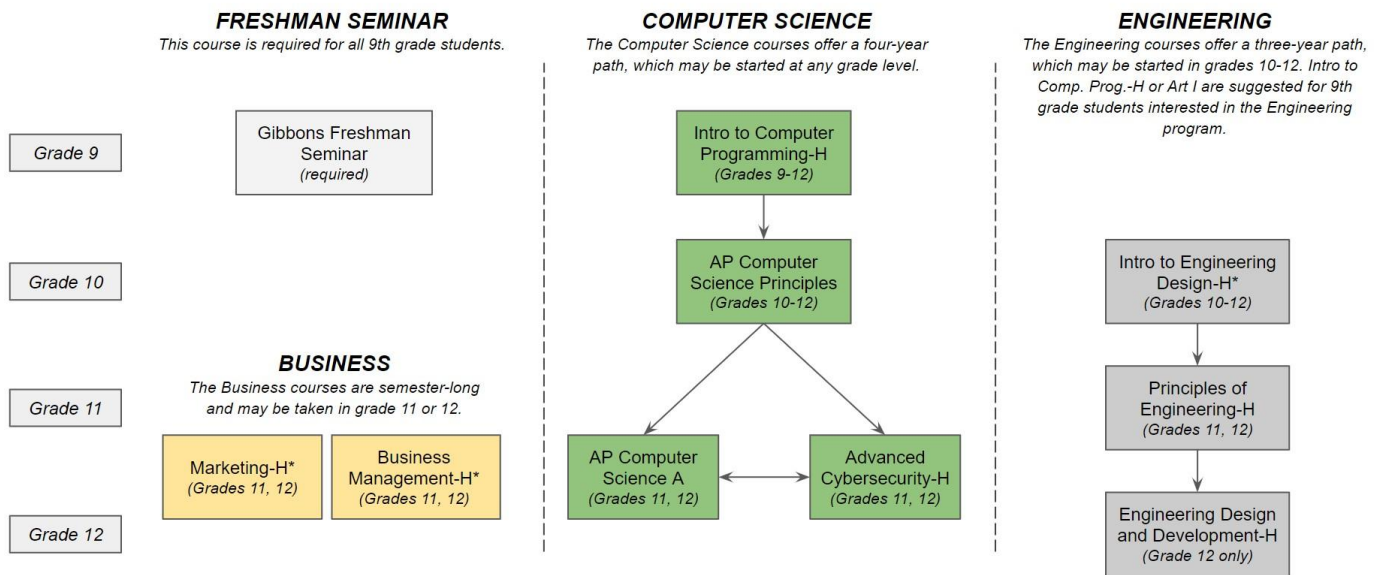 FRESHMAN SEMINAR
This course is required for all 9th grade students.
Grade 9
Gibbons Freshman
Seminar
(required)
Grade 10
BUSINESS
The Business courses are semester-long
and may be taken in grade 11 or 12.
Grade 11
Marketing-H*
(Grades 11, 12)
Business
Management-H*
(Grades 11, 12)
Grade 12
COMPUTER SCIENCE
The Computer Science courses offer a four-year
path, which may be started at any grade level.
Intro to Computer
Programming-H
(Grades 9-12)
AP Computer
Science Principles
(Grades 10-12)
AP Computer
Science A
(Grades 11, 12)
Advanced
Cybersecurity-H
(Grades 11, 12)
ENGINEERING
The Engineering courses offer a three-year path,
which may be started in grades 10-12. Intro to
Comp. Prog.-H or Art I are suggested for 9th
grade students interested in the Engineering
program.
Intro to Engineering
Design-H*
(Grades 10-12)
Principles of
Engineering-H
(Grades 11, 12)
Engineering Design
and Development-H
(Grade 12 only)